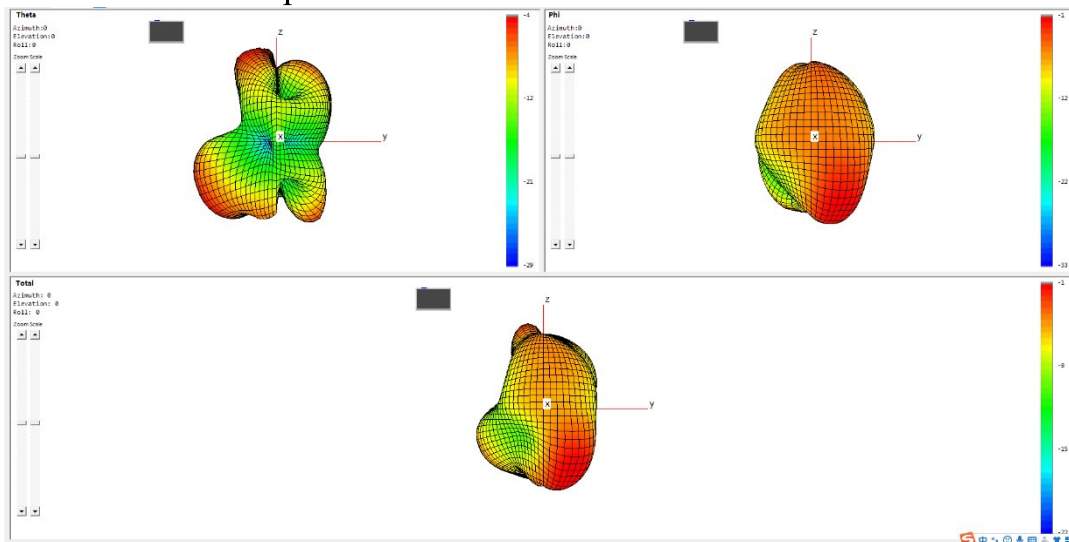 Theta
Azimuth:0
Elevation:0
Roll:0
Zoom Scale
z
x
y
-4
-12
-21
-29
Phi
Azimuth:0
Elevation:0
Roll:0
Zoom Scale
z
x
y
-1
-12
-22
-33
Total
Azimuth: 0
Elevation: 0
Roll: 0
Zoom Scale
z
x
y
-1
-8
-15
-22
中